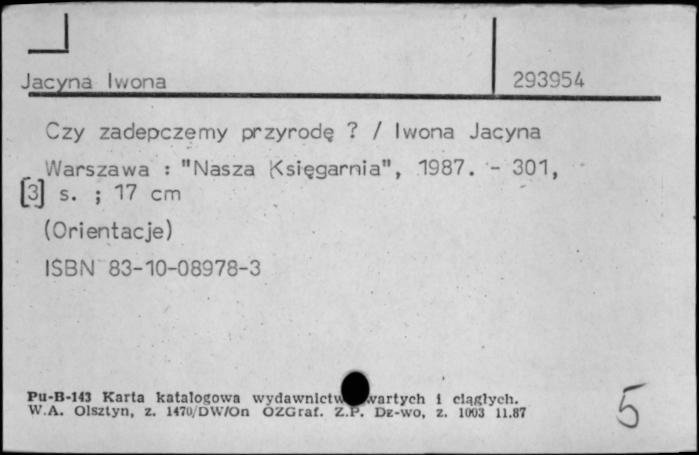 Jacyna Iwona 293954
Czy zadepczemy przyrodę ? / Iwona Jacyna
Warszawa : "Nasza Księgarnia", 1987. - 301,
[3] s. ; 17 cm
(Orientacje)
ISBN 83-10-08978-3
Pu-B-143 Karta katalogowa wydawnictw wartych i ciągłych.
W.A. Olsztyn, z. 1470/DW/On OZGraf. Z.P. Dz-wo, z. 1003 11.87
5